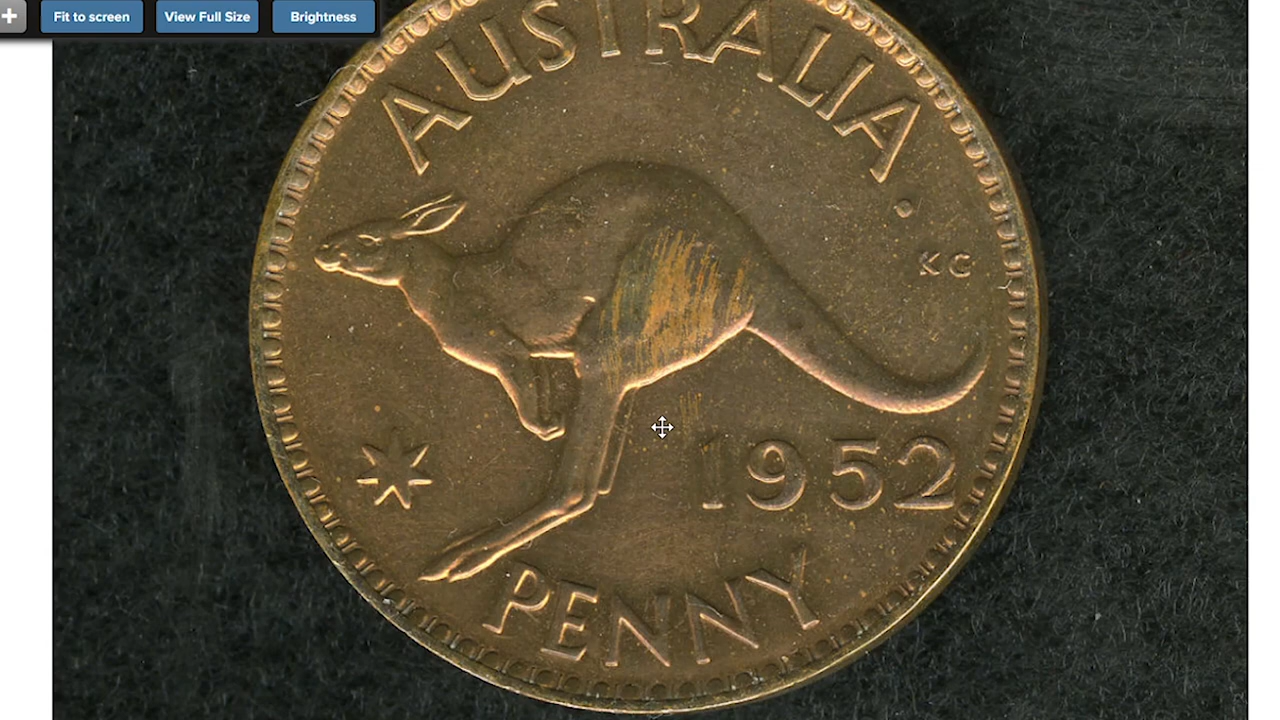 Fit to screen
View Full Size
Brightness
AUSTRALIA.
KG
1952
PENNY